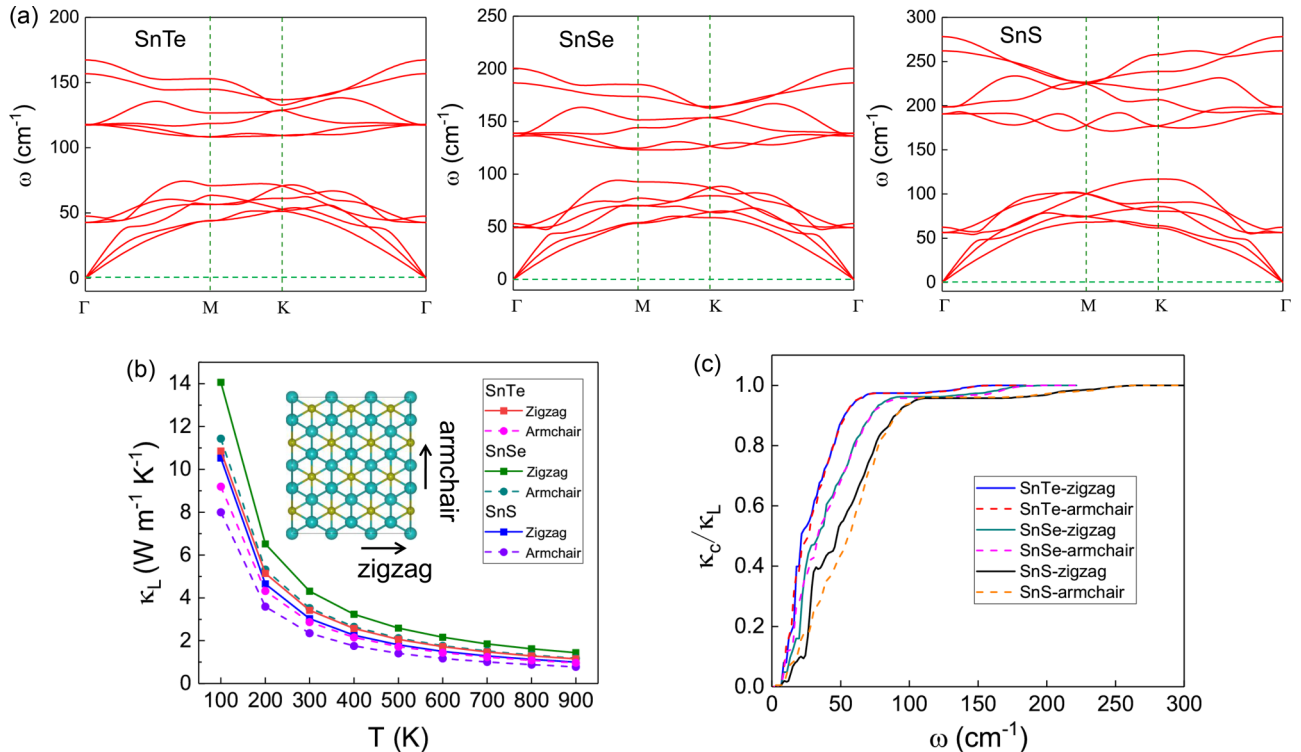 (a)
SnTe
ω (cm⁻¹)
200
150
100
50
0
Γ M K Γ
SnSe
ω (cm⁻¹)
250
200
150
100
50
0
Γ M K Γ
SnS
ω (cm⁻¹)
300
250
200
150
100
50
0
Γ M K Γ
(b)
κL (W m⁻¹ K⁻¹)
14
12
10
8
6
4
2
0
100 200 300 400 500 600 700 800 900
T (K)
armchair
zigzag
SnTe
Zigzag
Armchair
SnSe
Zigzag
Armchair
SnS
Zigzag
Armchair
(c)
κc/κL
1.0
0.8
0.6
0.4
0.2
0.0
0 50 100 150 200 250 300
ω (cm⁻¹)
SnTe-zigzag
SnTe-armchair
SnSe-zigzag
SnSe-armchair
SnS-zigzag
SnS-armchair